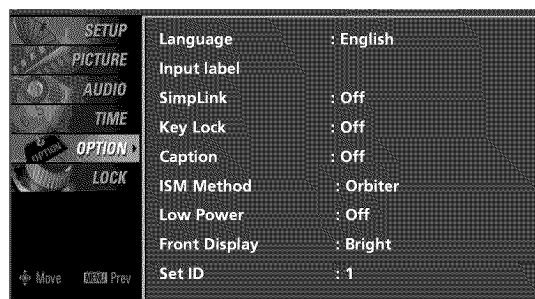 SETUP
PICTURE
AUDIO
TIME
OPTION
LOCK
Move MENU Prev
Language : English
Input label
SimpLink : Off
Key Lock : Off
Caption : Off
ISM Method : Orbiter
Low Power : Off
Front Display : Bright
Set ID : 1